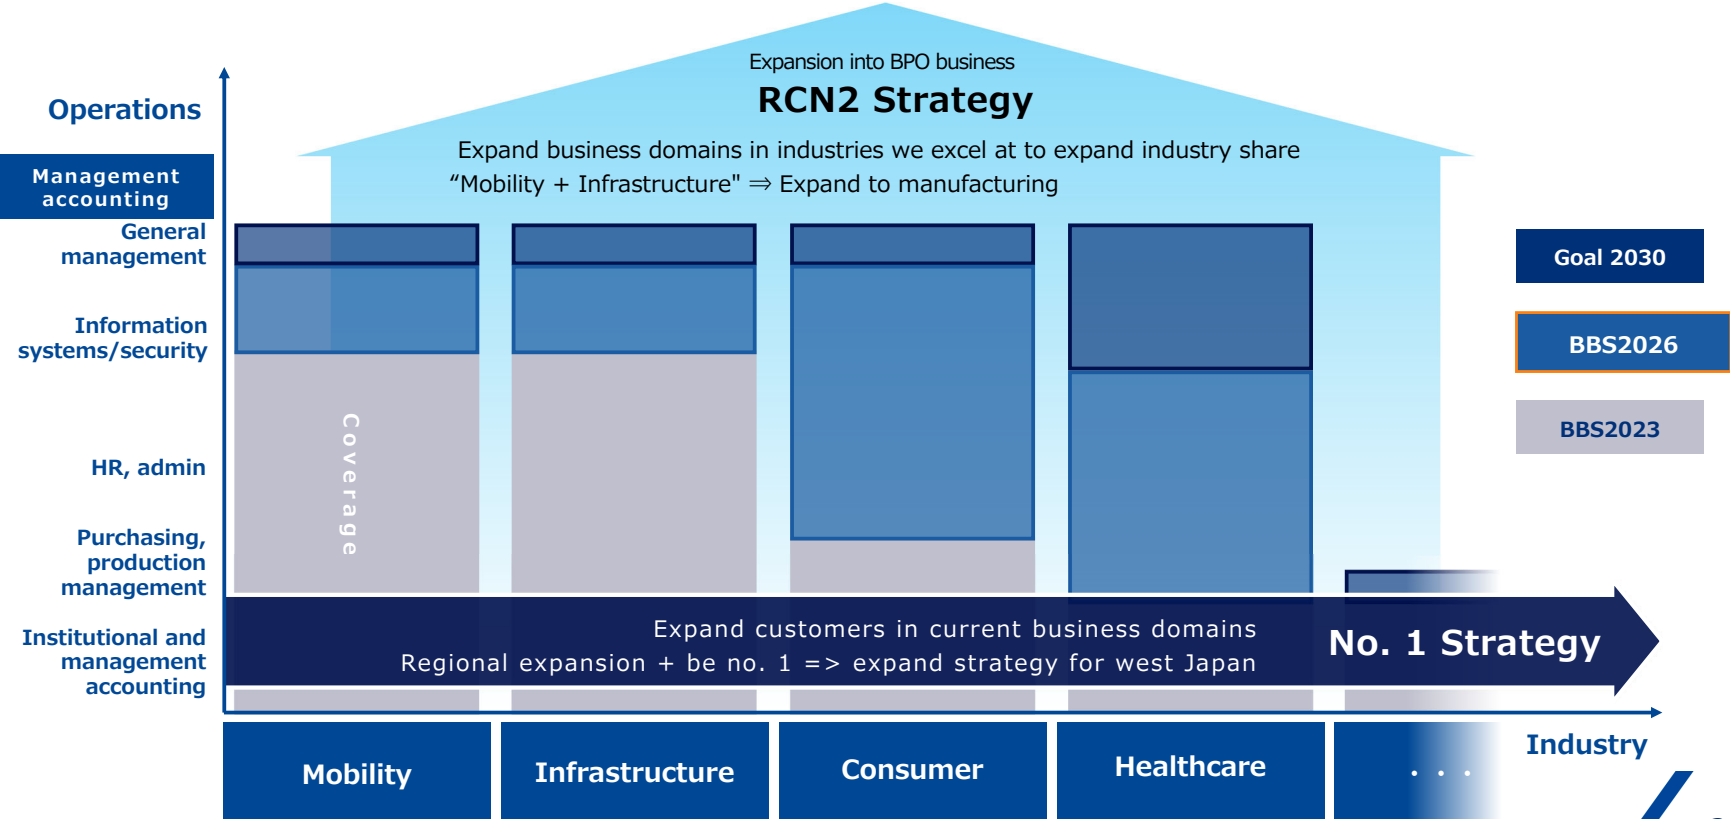 Expansion into BPO business
RCN2 Strategy
Expand business domains in industries we excel at to expand industry share
“Mobility + Infrastructure" ⇒ Expand to manufacturing
Operations
Management
accounting
General
management
Information
systems/security
HR, admin
Purchasing,
production
management
Institutional and
management
accounting
Coverage
Goal 2030
BBS2026
BBS2023
Expand customers in current business domains
Regional expansion + be no. 1 => expand strategy for west Japan
No. 1 Strategy
Industry
Mobility
Infrastructure
Consumer
Healthcare
・・・